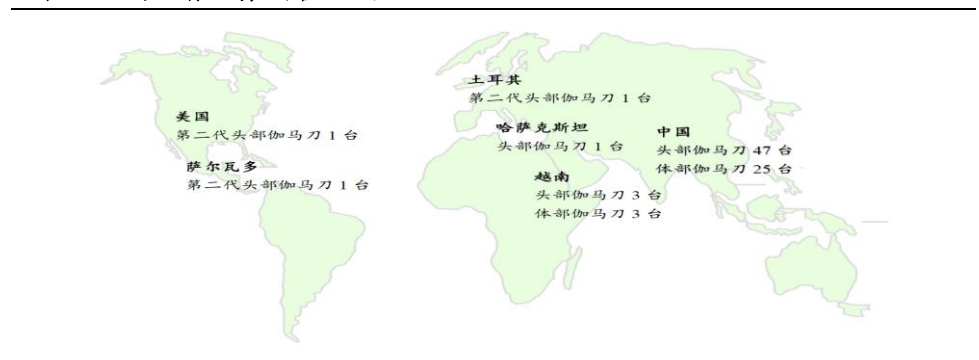 美国
第二代头部伽马刀 1 台
萨尔瓦多
第二代头部伽马刀 1 台
土耳其
第二代头部伽马刀 1 台
哈萨克斯坦
头部伽马刀 1 台
越南
头部伽马刀 3 台
体部伽马刀 3 台
中国
头部伽马刀 47 台
体部伽马刀 25 台